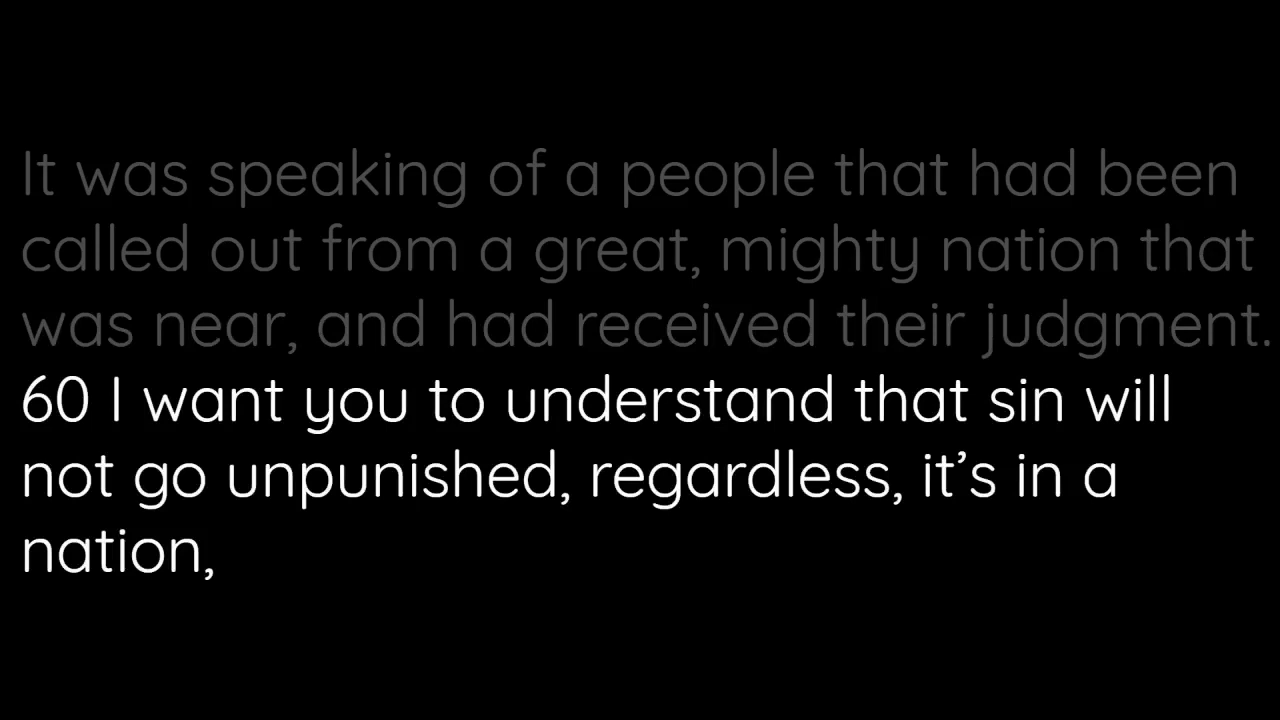 It was speaking of a people that had been
called out from a great, mighty nation that
was near, and had received their judgment.
60 I want you to understand that sin will
not go unpunished, regardless, it’s in a
nation,